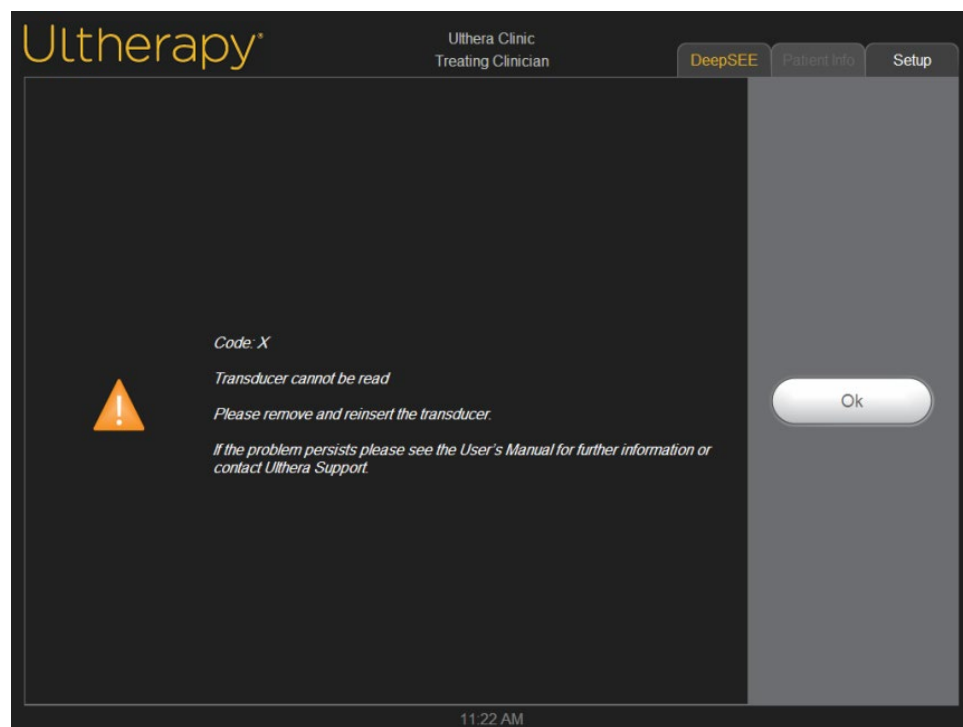 Ultherapy®
Ulthera Clinic
Treating Clinician
DeepSEE
Patient Info
Setup
Code: X
Transducer cannot be read
Please remove and reinsert the transducer.
If the problem persists please see the User's Manual for further information or
contact Ulthera Support.
Ok
11:22 AM